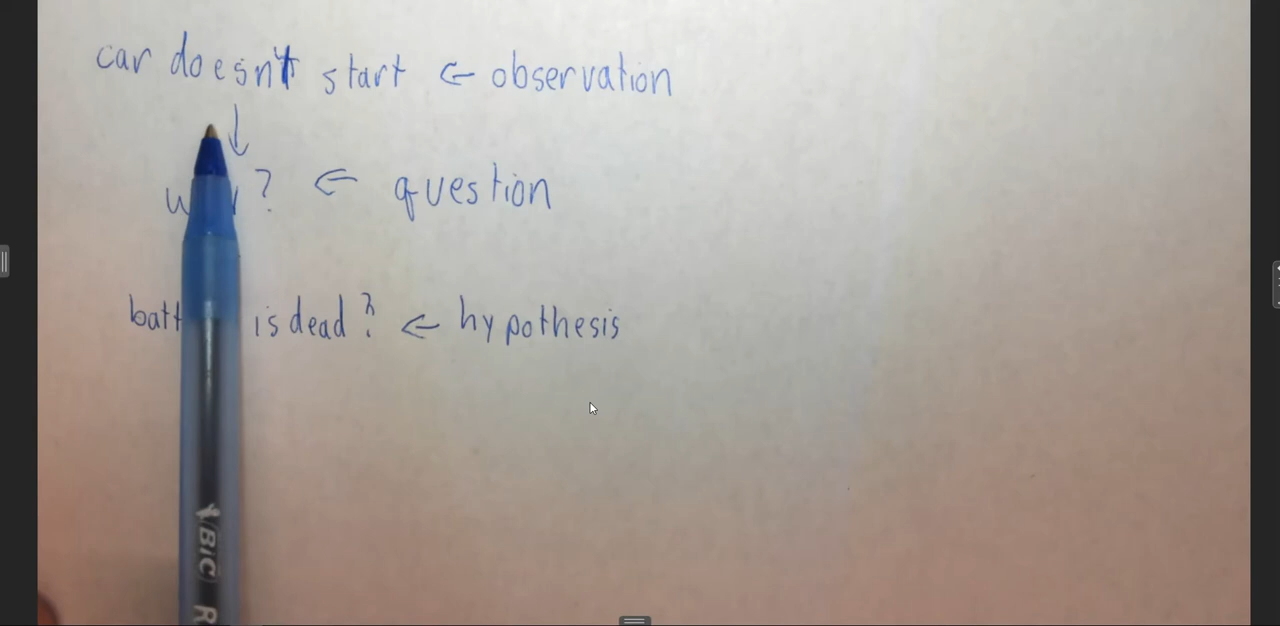 car doesn't start ← observation
↓
? ← question
is dead? ← hypothesis
BIC R